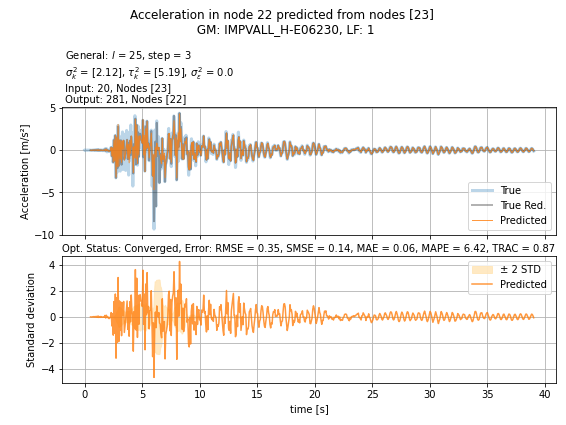 Acceleration in node 22 predicted from nodes [23]
GM: IMPVALL_H-E06230, LF: 1
General: l = 25, step = 3
σ²ₖ = [2.12], τ²ₖ = [5.19], σ²ε = 0.0
Input: 20, Nodes [23]
Output: 281, Nodes [22]
Acceleration [m/s²]
5
0
−5
−10
True
True Red.
Predicted
Opt. Status: Converged, Error: RMSE = 0.35, SMSE = 0.14, MAE = 0.06, MAPE = 6.42, TRAC = 0.87
Standard deviation
4
2
0
−2
−4
± 2 STD
Predicted
0 5 10 15 20 25 30 35 40
time [s]